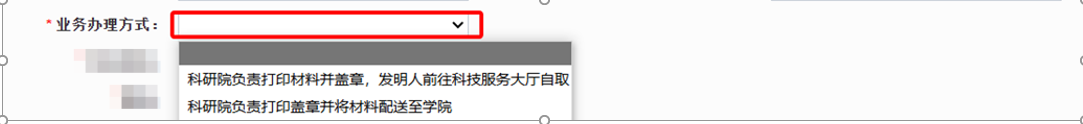 * 业务办理方式：
科研院负责打印材料并盖章，发明人前往科技服务大厅自取
科研院负责打印盖章并将材料配送至学院